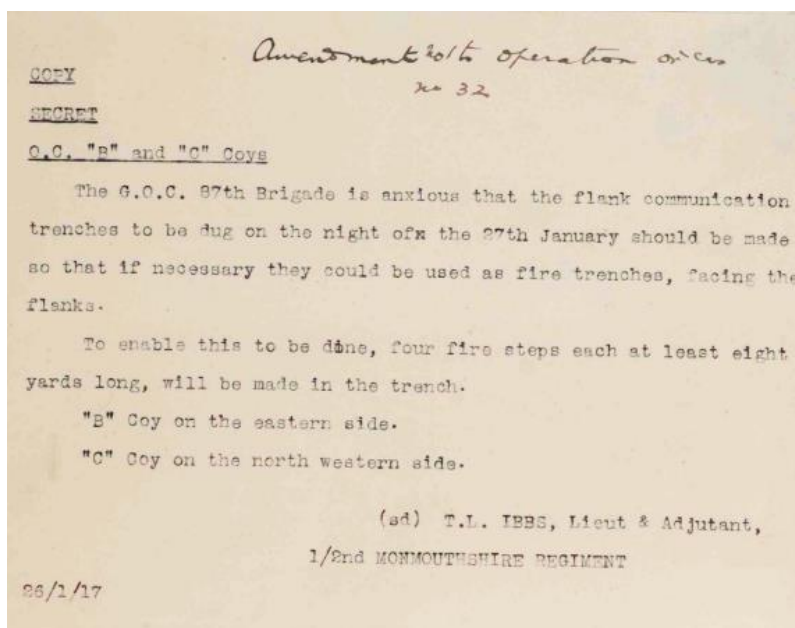 Amendment to Operation orders
no 32
COPY
SECRET
O.C. "B" and "C" Coys
The G.O.C. 87th Brigade is anxious that the flank communication
trenches to be dug on the night ofx the 27th January should be made
so that if necessary they could be used as fire trenches, facing the
flanks.
To enable this to be done, four fire steps each at least eight
yards long, will be made in the trench.
"B" Coy on the eastern side.
"C" Coy on the north western side.
(sd) T.L. IBBS, Lieut & Adjutant,
1/2nd MONMOUTHSHIRE REGIMENT
26/1/17